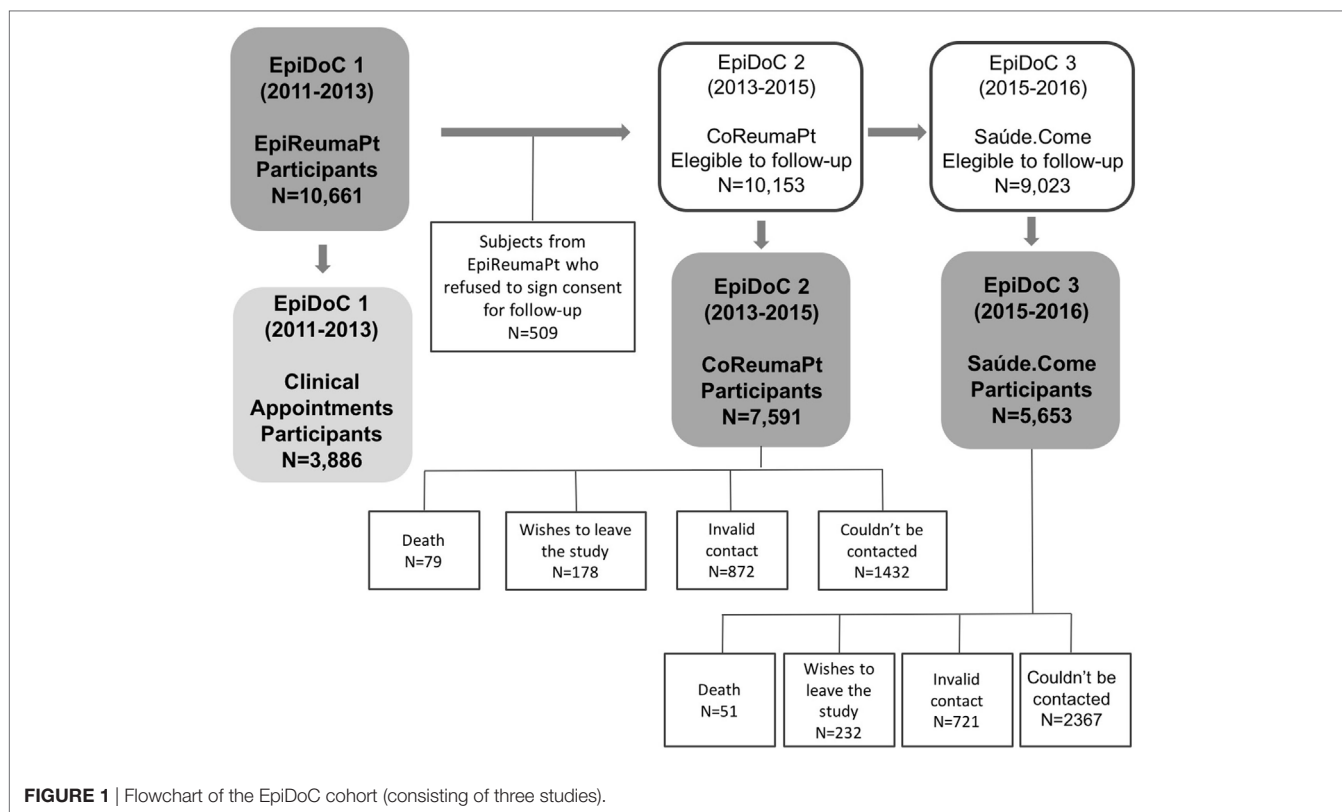 EpiDoC 1
(2011-2013)
EpiReumaPt
Participants
N=10,661
EpiDoC 1
(2011-2013)
Clinical
Appointments
Participants
N=3,886
Subjects from
EpiReumaPt who
refused to sign consent
for follow-up
N=509
EpiDoC 2
(2013-2015)
CoReumaPt
Elegible to follow-up
N=10,153
EpiDoC 3
(2015-2016)
Saúde.Come
Elegible to follow-up
N=9,023
EpiDoC 2
(2013-2015)
CoReumaPt
Participants
N=7,591
EpiDoC 3
(2015-2016)
Saúde.Come
Participants
N=5,653
Death
N=79
Wishes to leave
the study
N=178
Invalid
contact
N=872
Couldn't be
contacted
N=1432
Death
N=51
Wishes to
leave the
study
N=232
Invalid
contact
N=721
Couldn't be
contacted
N=2367
FIGURE 1 | Flowchart of the EpiDoC cohort (consisting of three studies).